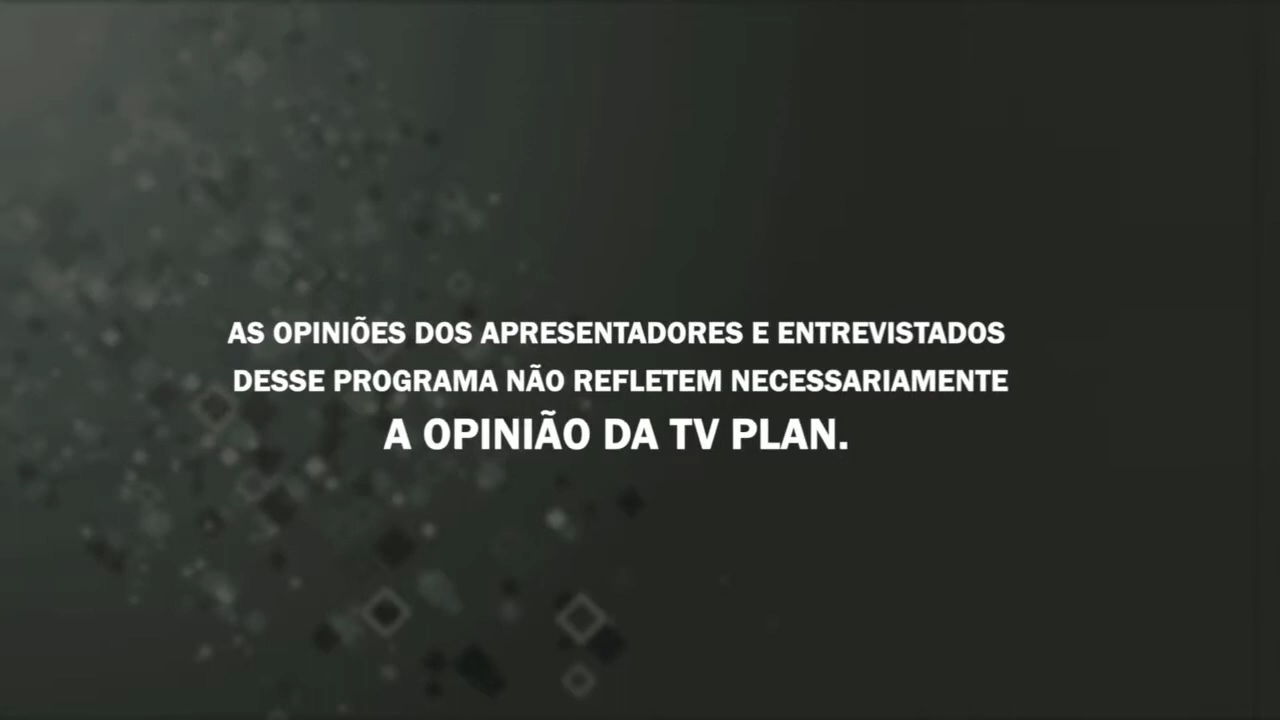 AS OPINIÕES DOS APRESENTADORES E ENTREVISTADOS
DESSE PROGRAMA NÃO REFLETEM NECESSARIAMENTE
A OPINIÃO DA TV PLAN.